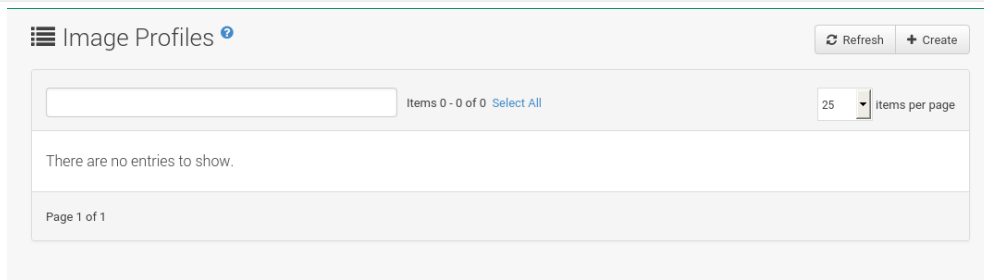 Image Profiles ?
Refresh + Create
Items 0 - 0 of 0 Select All 25 items per page
There are no entries to show.
Page 1 of 1